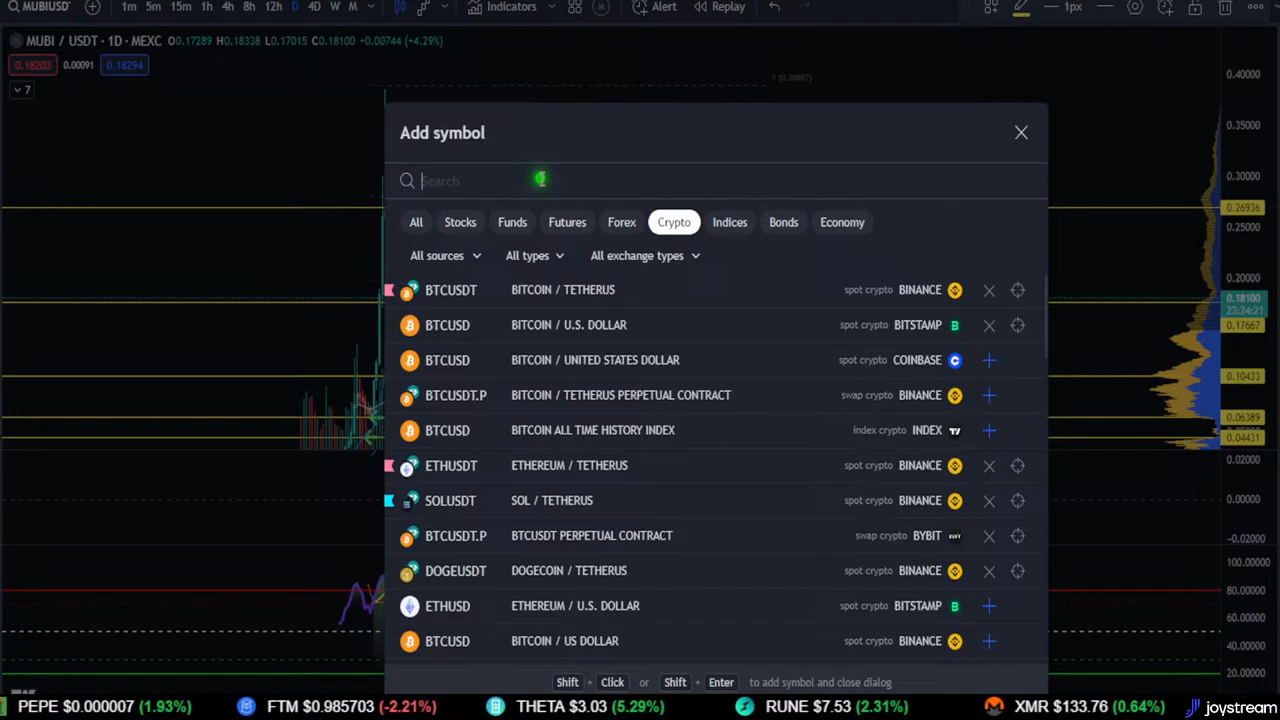 MUBIUSD* 1m 5m 15m 1h 4h 8h 12h D 4D W M Indicators Alert Replay 1px
MUBI / USDT · 1D · MEXC O0.17289 H0.18338 L0.17015 C0.18100 +0.00744 (+4.29%)
0.18203 0.00091 0.18294
7
0.40000
0.35000
0.30000
0.26936
0.25000
0.20000
0.18100
23:24:21
0.17667
0.10433
0.06389
0.04431
0.02000
0.00000
-0.02000
100.00000
80.00000
60.00000
40.00000
20.00000
Add symbol
Search
All Stocks Funds Futures Forex Crypto Indices Bonds Economy
All sources All types All exchange types
BTCUSDT BITCOIN / TETHERUS spot crypto BINANCE
BTCUSD BITCOIN / U.S. DOLLAR spot crypto BITSTAMP
BTCUSD BITCOIN / UNITED STATES DOLLAR spot crypto COINBASE
BTCUSDT.P BITCOIN / TETHERUS PERPETUAL CONTRACT swap crypto BINANCE
BTCUSD BITCOIN ALL TIME HISTORY INDEX index crypto INDEX
ETHUSDT ETHEREUM / TETHERUS spot crypto BINANCE
SOLUSDT SOL / TETHERUS spot crypto BINANCE
BTCUSDT.P BTCUSDT PERPETUAL CONTRACT swap crypto BYBIT
DOGEUSDT DOGECOIN / TETHERUS spot crypto BINANCE
ETHUSD ETHEREUM / U.S. DOLLAR spot crypto BITSTAMP
BTCUSD BITCOIN / US DOLLAR spot crypto BINANCE
Shift + Click or Shift + Enter to add symbol and close dialog
PEPE $0.000007 (1.93%) FTM $0.985703 (-2.21%) THETA $3.03 (5.29%) RUNE $7.53 (2.31%) XMR $133.76 (0.64%) joystream